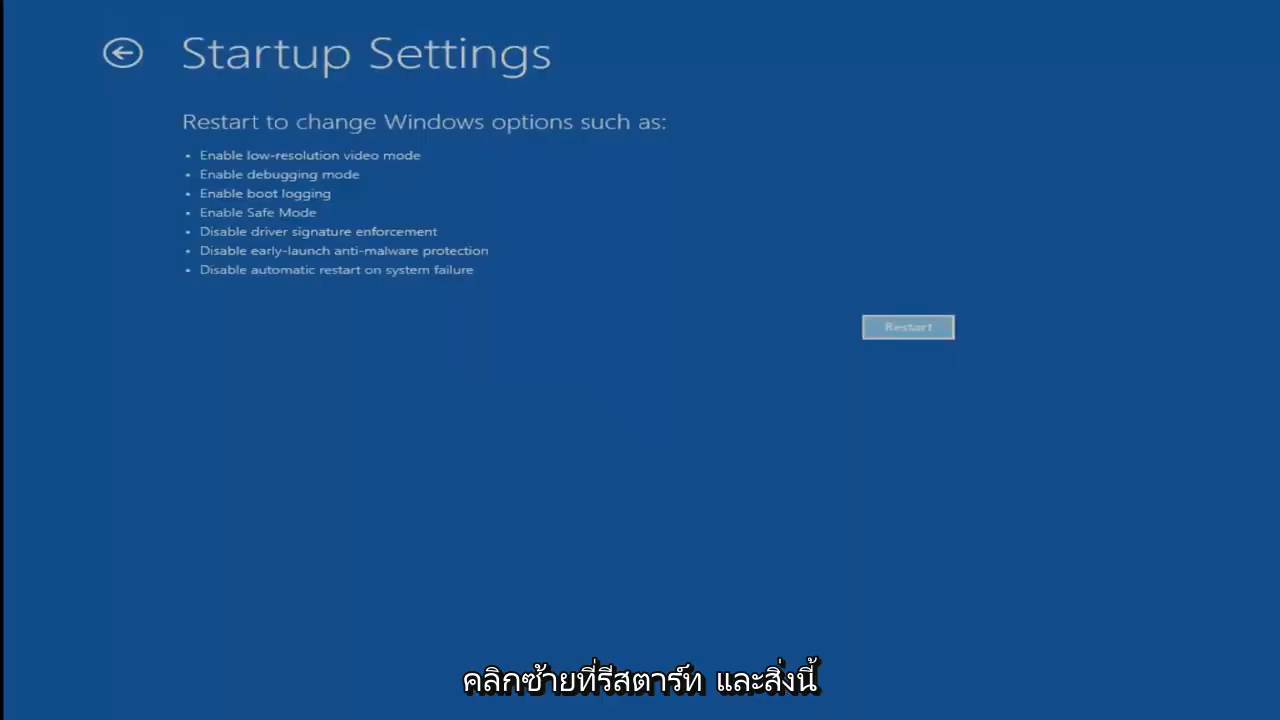 Startup Settings
Restart to change Windows options such as:
• Enable low-resolution video mode
• Enable debugging mode
• Enable boot logging
• Enable Safe Mode
• Disable driver signature enforcement
• Disable early-launch anti-malware protection
• Disable automatic restart on system failure
Restart
คลิกซ้ายที่รีสตาร์ท และสิ่งนี้